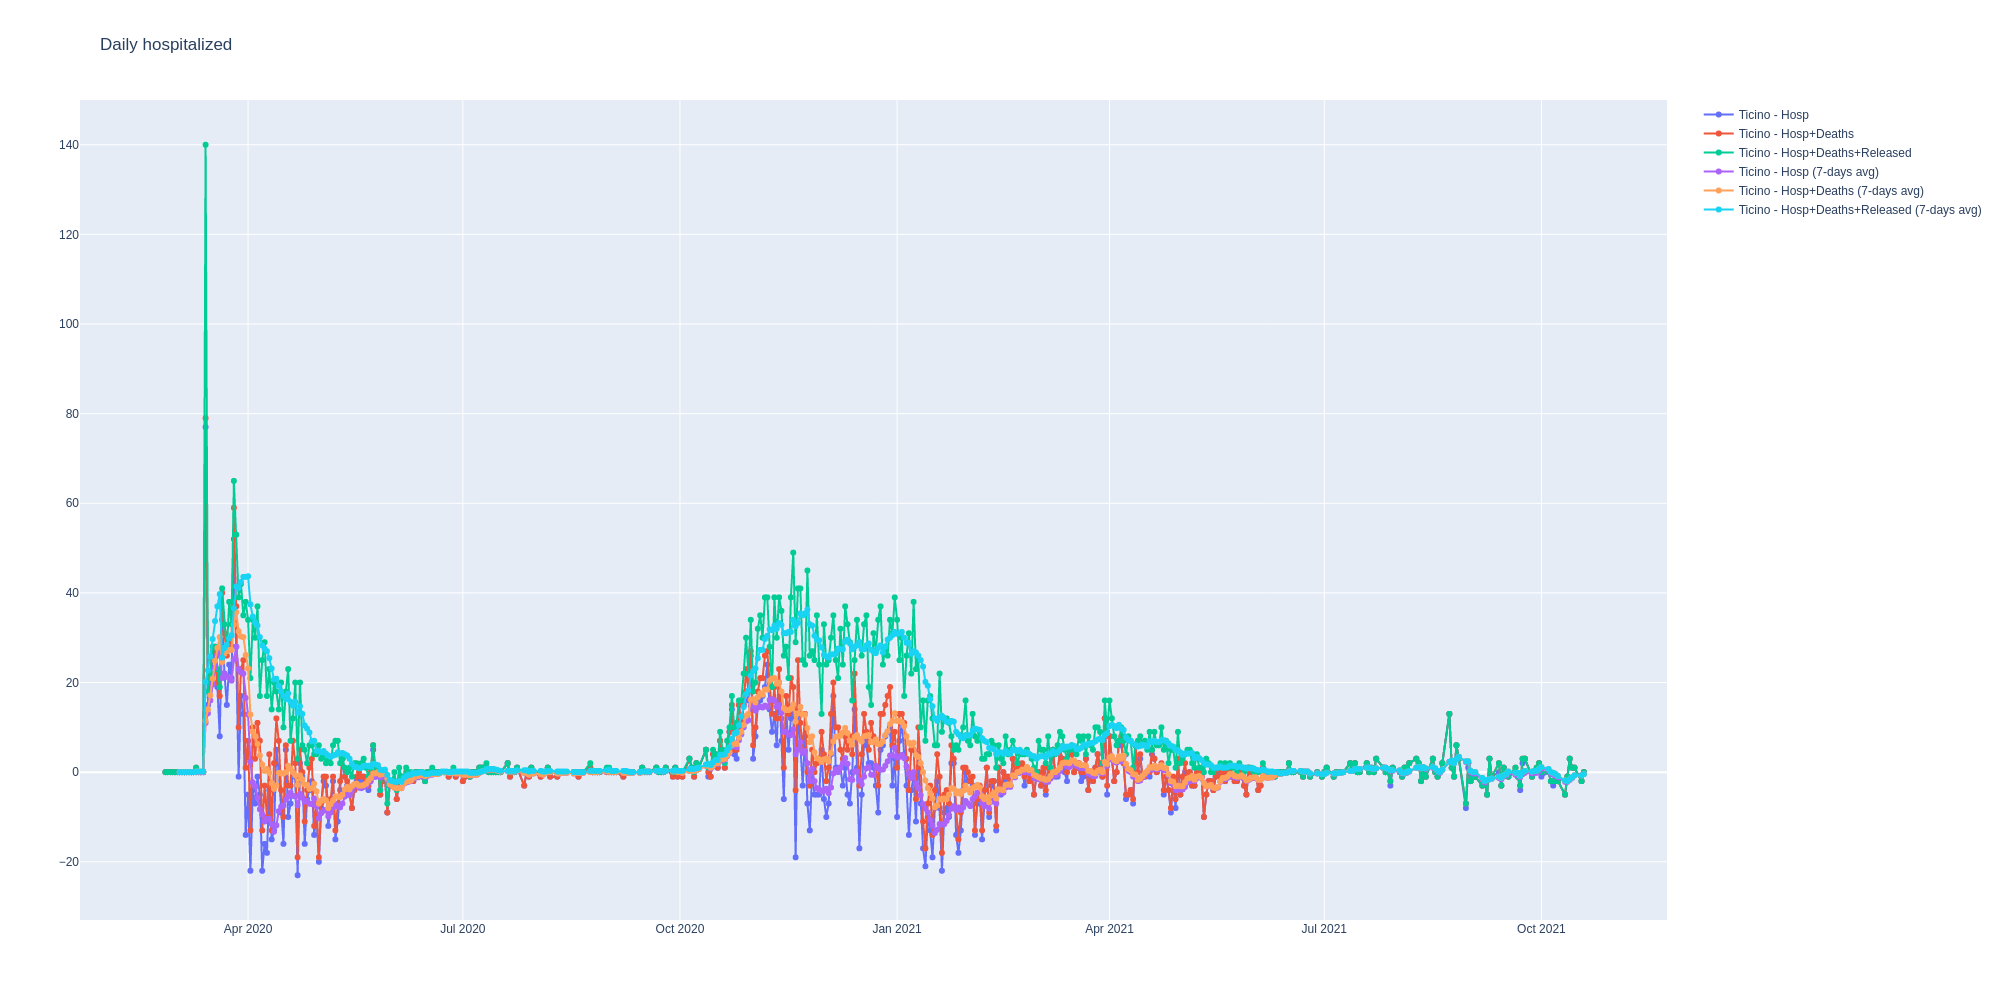 Daily hospitalized
140
120
100
80
60
40
20
0
−20
Apr 2020
Jul 2020
Oct 2020
Jan 2021
Apr 2021
Jul 2021
Oct 2021
Ticino - Hosp
Ticino - Hosp+Deaths
Ticino - Hosp+Deaths+Released
Ticino - Hosp (7-days avg)
Ticino - Hosp+Deaths (7-days avg)
Ticino - Hosp+Deaths+Released (7-days avg)